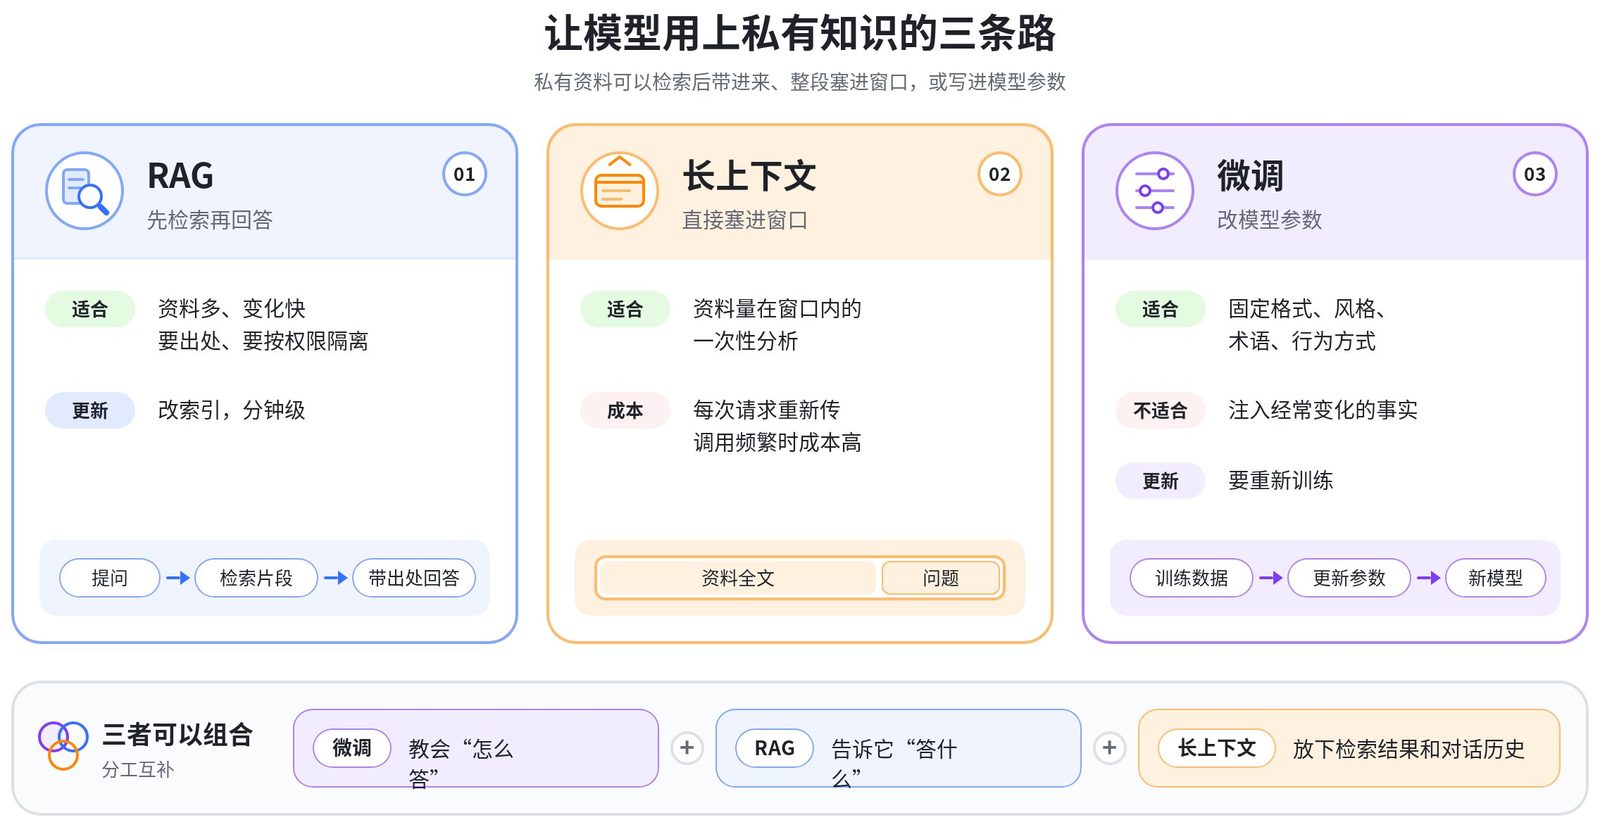 让模型用上私有知识的三条路
私有资料可以检索后带进来、整段塞进窗口，或写进模型参数
RAG
01
先检索再回答
适合
资料多、变化快
要出处、要按权限隔离
更新
改索引，分钟级
提问
检索片段
带出处回答
长上下文
02
直接塞进窗口
适合
资料量在窗口内的
一次性分析
成本
每次请求重新传
调用频繁时成本高
资料全文
问题
微调
03
改模型参数
适合
固定格式、风格、
术语、行为方式
不适合
注入经常变化的事实
更新
要重新训练
训练数据
更新参数
新模型
三者可以组合
分工互补
微调
教会“怎么
答”
+
RAG
告诉它“答什
么”
+
长上下文
放下检索结果和对话历史